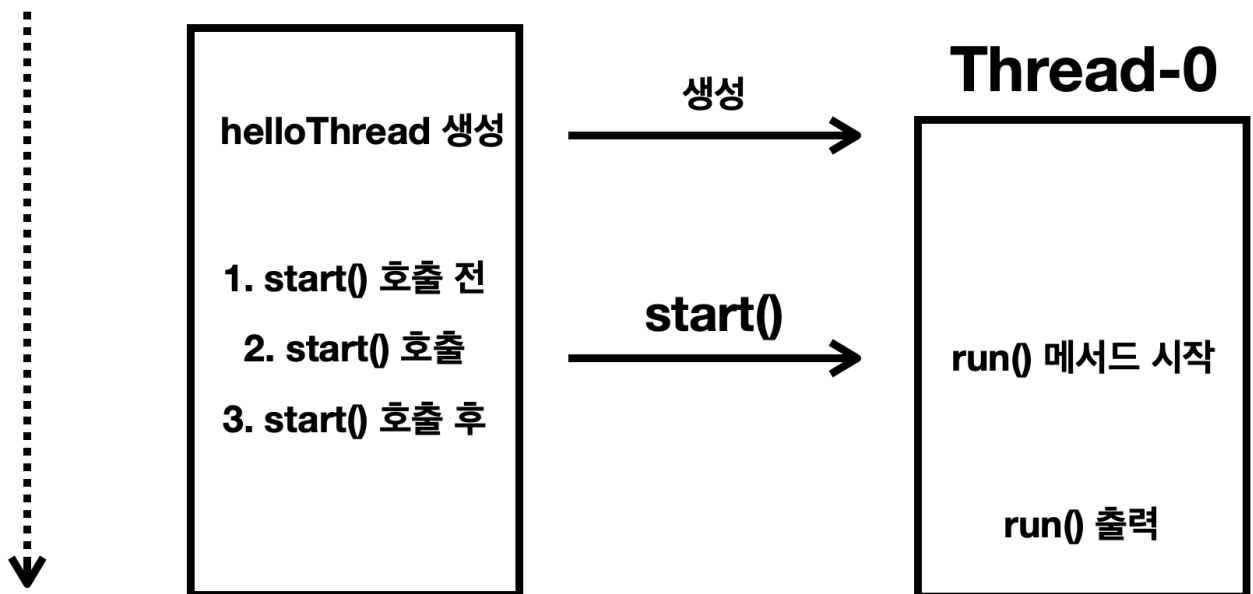 helloThread 생성
1. start() 호출 전
2. start() 호출
3. start() 호출 후
생성
start()
Thread-0
run() 메서드 시작
run() 출력